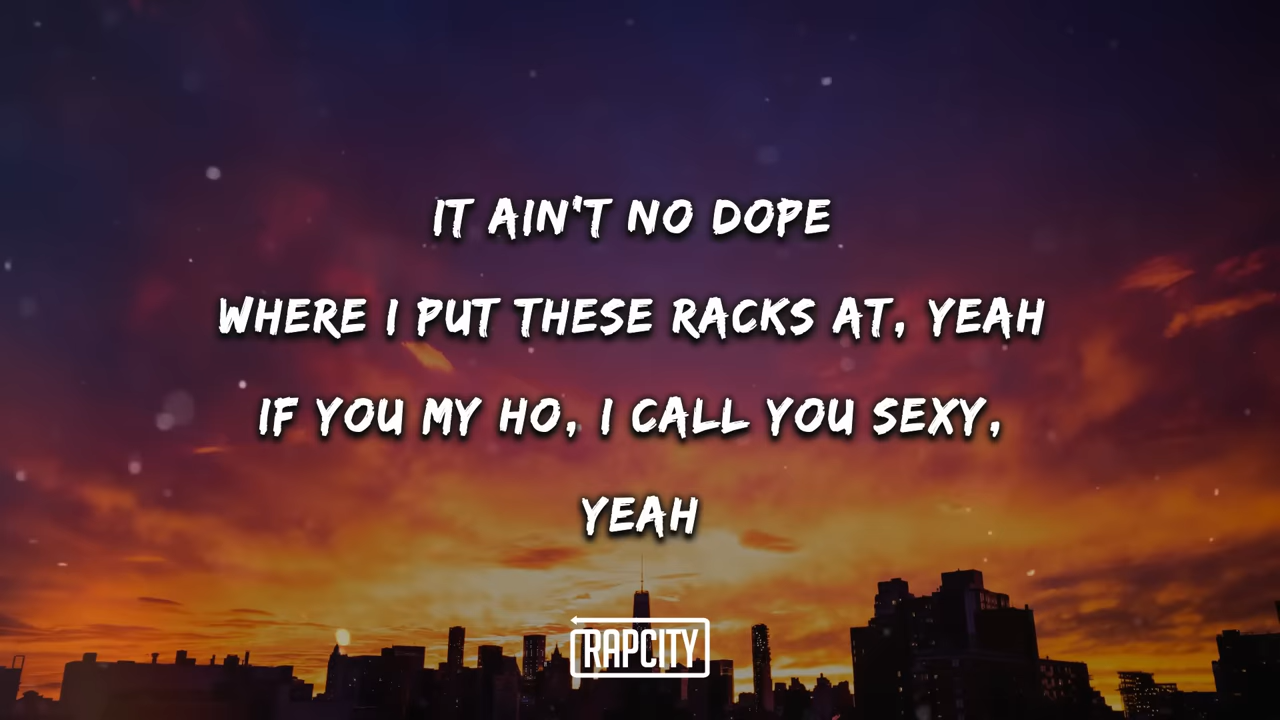 IT AIN'T NO DOPE
WHERE I PUT THESE RACKS AT, YEAH
IF YOU MY HO, I CALL YOU SEXY,
YEAH
RAPCITY